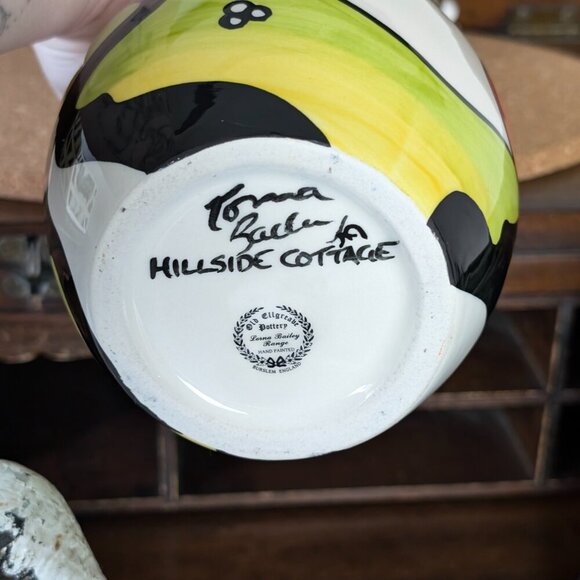 Lorna
Bailey
HILLSIDE COTTAGE
Old Ellgreave
Pottery
Lorna Bailey
Range
HAND PAINTED
BURSLEM ENGLAND